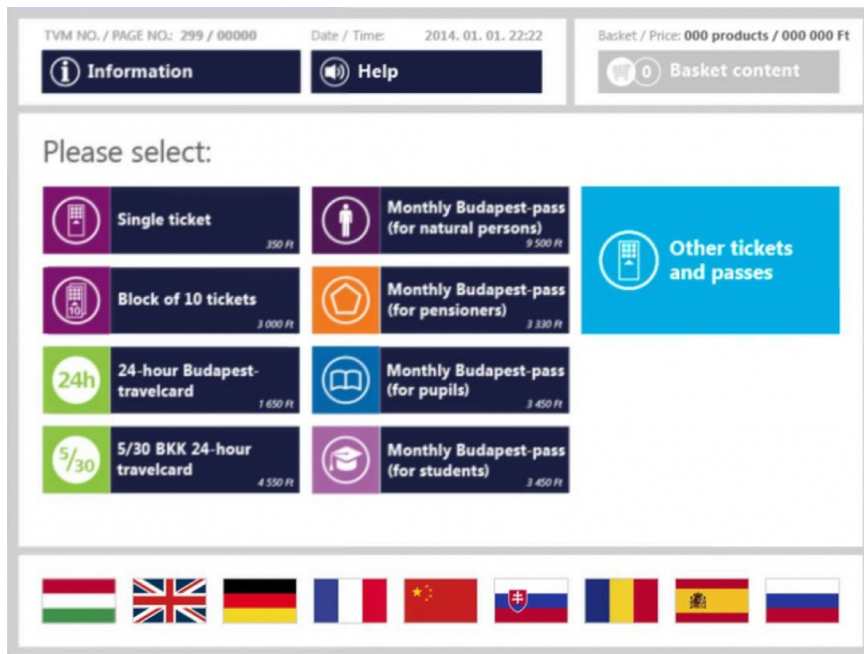 TVM NO. / PAGE NO.: 299 / 00000
Date / Time: 2014. 01. 01. 22:22
Basket / Price: 000 products / 000 000 Ft
Information
Help
0 Basket content
Please select:
Single ticket
350 Ft
Monthly Budapest-pass
(for natural persons)
9 500 Ft
Other tickets
and passes
Block of 10 tickets
3 000 Ft
10
Monthly Budapest-pass
(for pensioners)
3 330 Ft
24h
24-hour Budapest-
travelcard
1 650 Ft
Monthly Budapest-pass
(for pupils)
3 450 Ft
5/30
5/30 BKK 24-hour
travelcard
4 550 Ft
Monthly Budapest-pass
(for students)
3 450 Ft